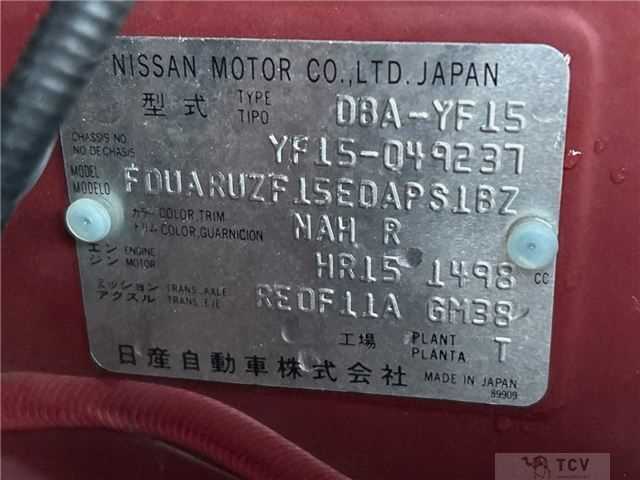 NISSAN MOTOR CO.,LTD. JAPAN
型式 TYPE TIPO DBA-YF15
CHASSIS NO. NO. DE CHASIS YF15-049237
MODEL MODELO FDUARUZF15EDAPS1BZ
カラー トリム COLOR, TRIM COLOR, GUARNICION NAH R
エンジン ENGINE MOTOR HR15 1498 CC
ミッション アクスル TRANS. AXLE TRANS. EJE RE0F11A GM38
工場 PLANT PLANTA T
日産自動車株式会社 MADE IN JAPAN
89909
TCV